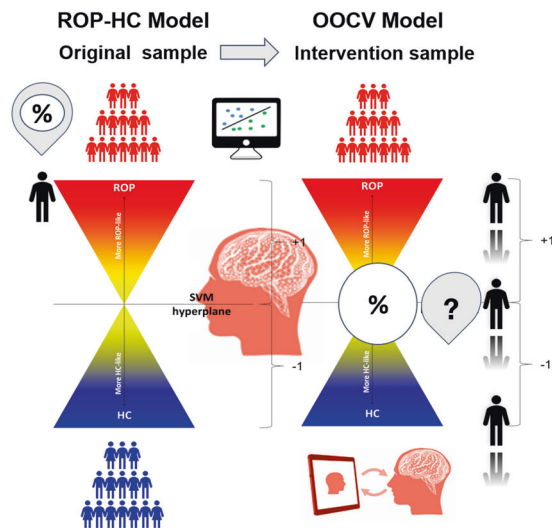 ROP-HC Model
OOCV Model
Original sample
Intervention sample
%
ROP
ROP
More ROP-like
More ROP-like
+1
+1
SVM
hyperplane
%
?
-1
-1
More HC-like
More HC-like
HC
HC